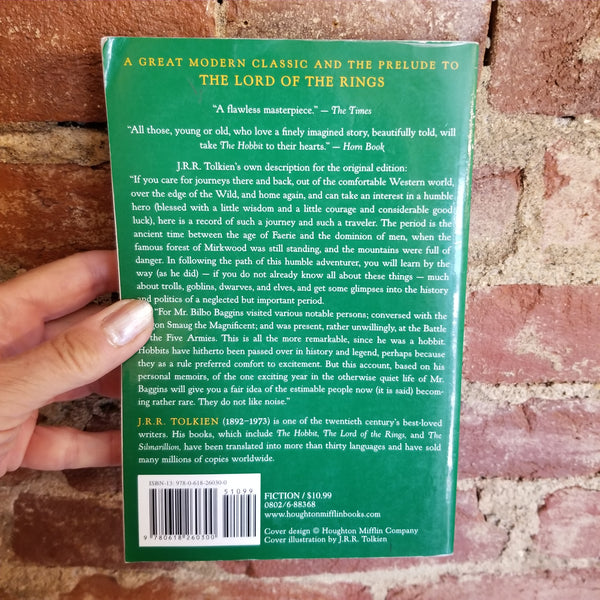 A GREAT MODERN CLASSIC AND THE PRELUDE TO
THE LORD OF THE RINGS
“A flawless masterpiece.” — The Times
“All those, young or old, who love a finely imagined story, beautifully told, will
take The Hobbit to their hearts.” — Horn Book
J.R.R. Tolkien's own description for the original edition:
“If you care for journeys there and back, out of the comfortable Western world,
over the edge of the Wild, and home again, and can take an interest in a humble
hero (blessed with a little wisdom and a little courage and considerable good
luck), here is a record of such a journey and such a traveler. The period is the
ancient time between the age of Faerie and the dominion of men, when the
famous forest of Mirkwood was still standing, and the mountains were full of
danger. In following the path of this humble adventurer, you will learn by the
way (as he did) — if you do not already know all about these things — much
about trolls, goblins, dwarves, and elves, and get some glimpses into the history
and politics of a neglected but important period.
“For Mr. Bilbo Baggins visited various notable persons; conversed with the
gon Smaug the Magnificent; and was present, rather unwillingly, at the Battle
the Five Armies. This is all the more remarkable, since he was a hobbit.
Hobbits have hitherto been passed over in history and legend, perhaps because
they as a rule preferred comfort to excitement. But this account, based on his
personal memoirs, of the one exciting year in the otherwise quiet life of Mr.
Baggins will give you a fair idea of the estimable people now (it is said) becom-
ing rather rare. They do not like noise.”
J.R.R. TOLKIEN (1892–1973) is one of the twentieth century's best-loved
writers. His books, which include The Hobbit, The Lord of the Rings, and The
Silmarillion, have been translated into more than thirty languages and have sold
many millions of copies worldwide.
ISBN-13: 978-0-618-26030-0
51099
9 780618 260300
FICTION / $10.99
0802/6-88368
www.houghtonmifflinbooks.com
Cover design © Houghton Mifflin Company
Cover illustration by J.R.R. Tolkien